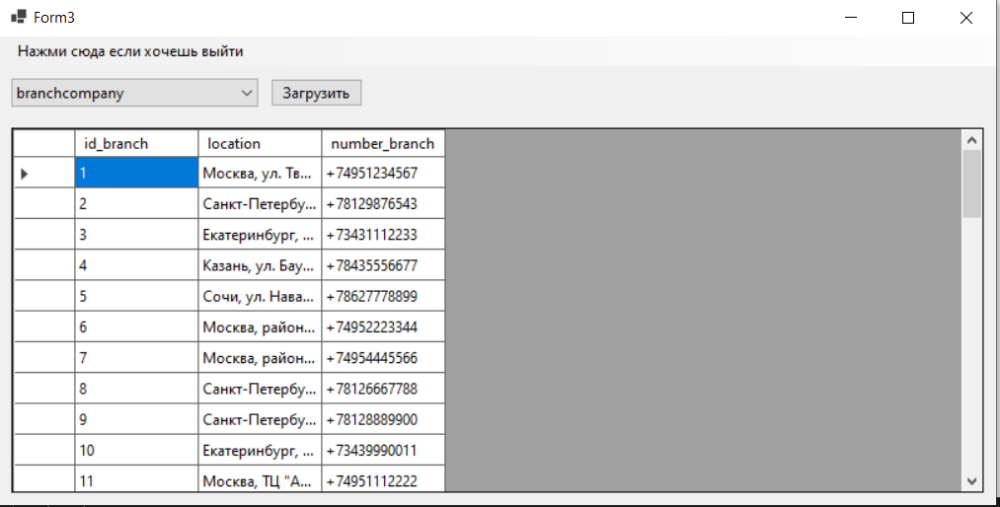 Form3
Нажми сюда если хочешь выйти
branchcompany Загрузить
id_branch location number_branch
1 Москва, ул. Тв... +74951234567
2 Санкт-Петербу... +78129876543
3 Екатеринбург, ... +73431112233
4 Казань, ул. Бау... +78435556677
5 Сочи, ул. Нава... +78627778899
6 Москва, район... +74952223344
7 Москва, район... +74954445566
8 Санкт-Петербу... +78126667788
9 Санкт-Петербу... +78128889900
10 Екатеринбург, ... +73439990011
11 Москва, ТЦ "А... +74951112222